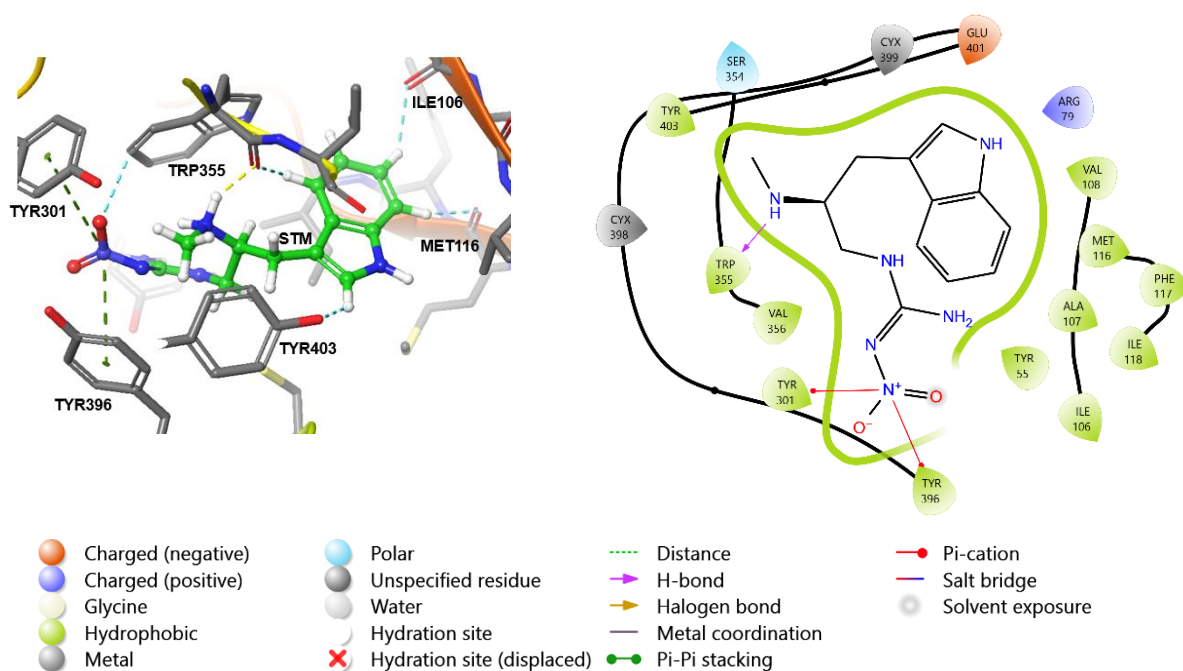 ILE106
TRP355
TYR301
STM
MET116
TYR403
TYR396
SER
354
CYX
399
GLU
401
TYR
403
ARG
79
NH
VAL
108
N
H
CYX
398
MET
116
PHE
117
TRP
355
NH
VAL
356
NH₂
ALA
107
ILE
118
N
TYR
55
TYR
301
N⁺
O
O⁻
ILE
106
TYR
396
Charged (negative)
Charged (positive)
Glycine
Hydrophobic
Metal
Polar
Unspecified residue
Water
Hydration site
Hydration site (displaced)
Distance
H-bond
Halogen bond
Metal coordination
Pi-Pi stacking
Pi-cation
Salt bridge
Solvent exposure